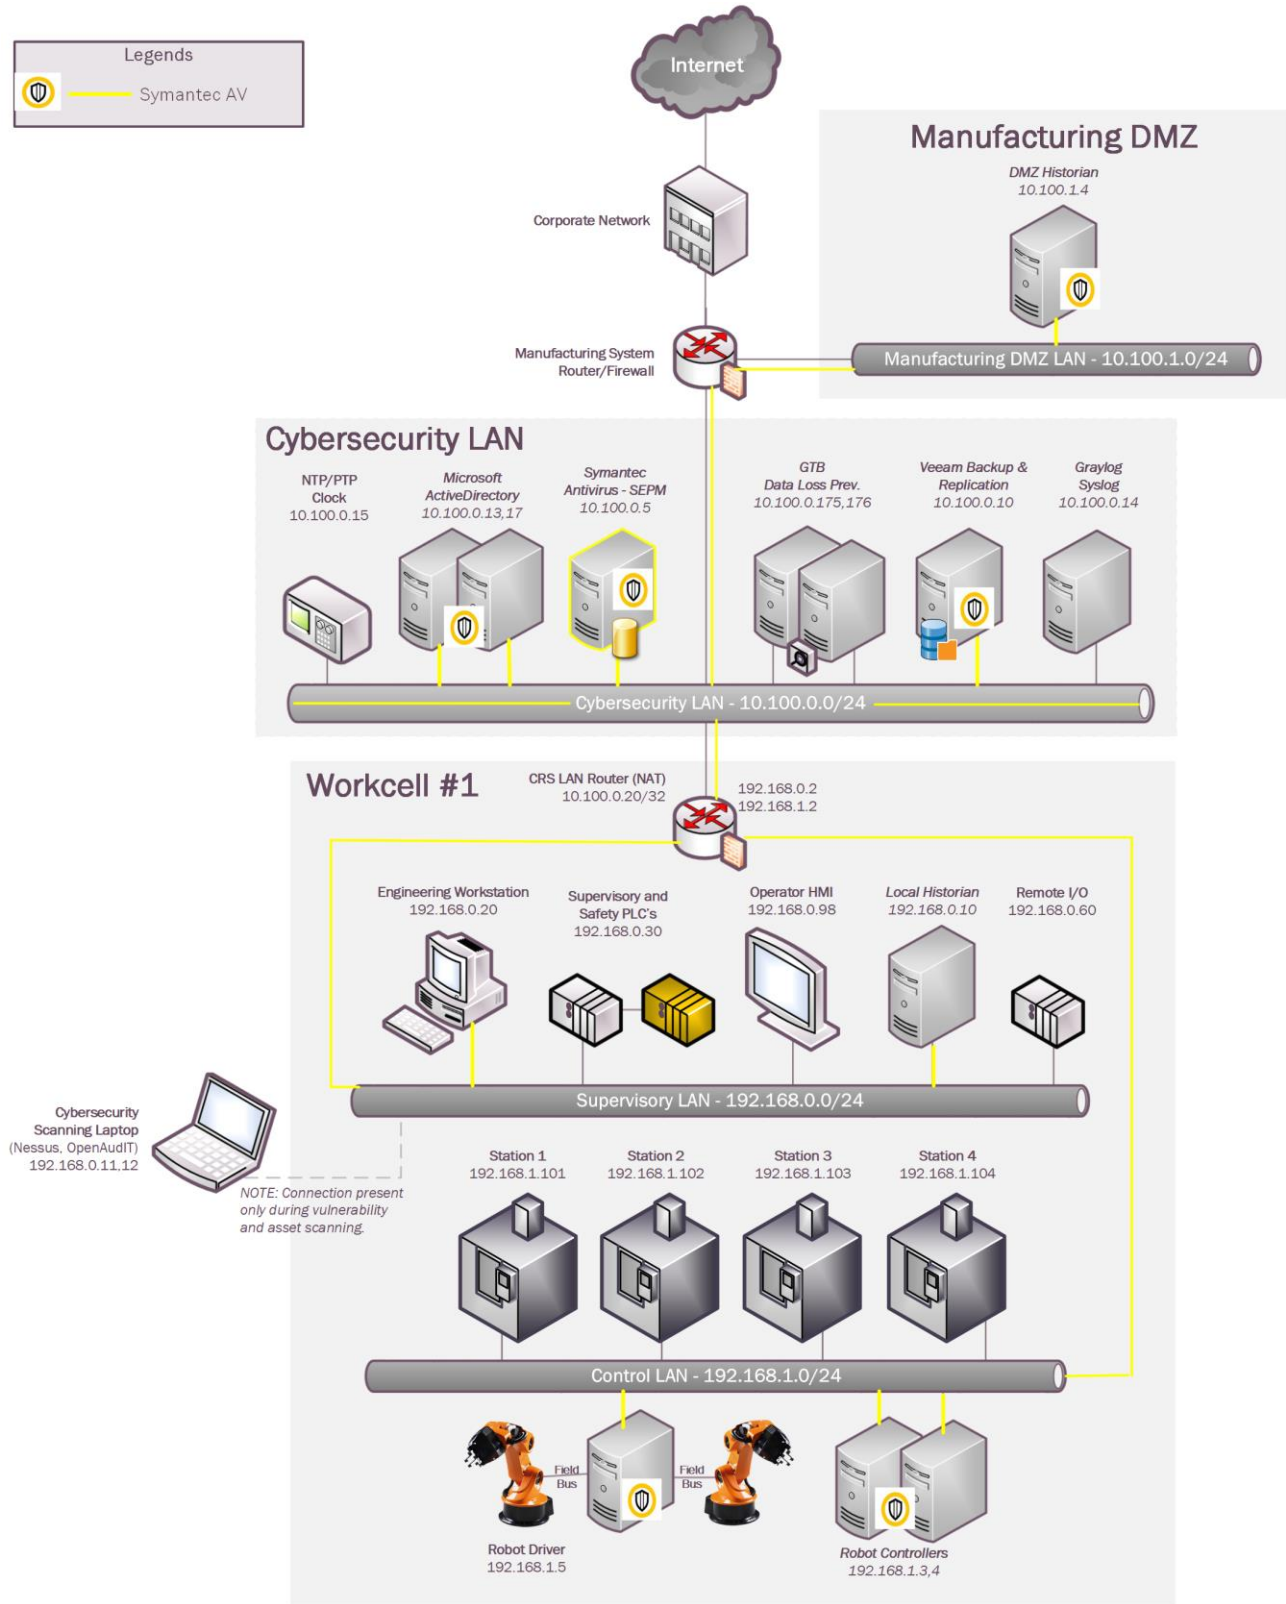 Legends
Symantec AV
Internet
Manufacturing DMZ
DMZ Historian
10.100.1.4
Corporate Network
Manufacturing System
Router/Firewall
Manufacturing DMZ LAN - 10.100.1.0/24
Cybersecurity LAN
NTP/PTP
Clock
10.100.0.15
Microsoft
ActiveDirectory
10.100.0.13,17
Symantec
Antivirus - SEPM
10.100.0.5
GTB
Data Loss Prev.
10.100.0.175,176
Veeam Backup &
Replication
10.100.0.10
Graylog
Syslog
10.100.0.14
Cybersecurity LAN - 10.100.0.0/24
Workcell #1
CRS LAN Router (NAT)
10.100.0.20/32
192.168.0.2
192.168.1.2
Engineering Workstation
192.168.0.20
Supervisory and
Safety PLC's
192.168.0.30
Operator HMI
192.168.0.98
Local Historian
192.168.0.10
Remote I/O
192.168.0.60
Supervisory LAN - 192.168.0.0/24
Cybersecurity
Scanning Laptop
(Nessus, OpenAudIT)
192.168.0.11,12
NOTE: Connection present
only during vulnerability
and asset scanning.
Station 1
192.168.1.101
Station 2
192.168.1.102
Station 3
192.168.1.103
Station 4
192.168.1.104
Control LAN - 192.168.1.0/24
Field
Bus
Field
Bus
Robot Driver
192.168.1.5
Robot Controllers
192.168.1.3,4